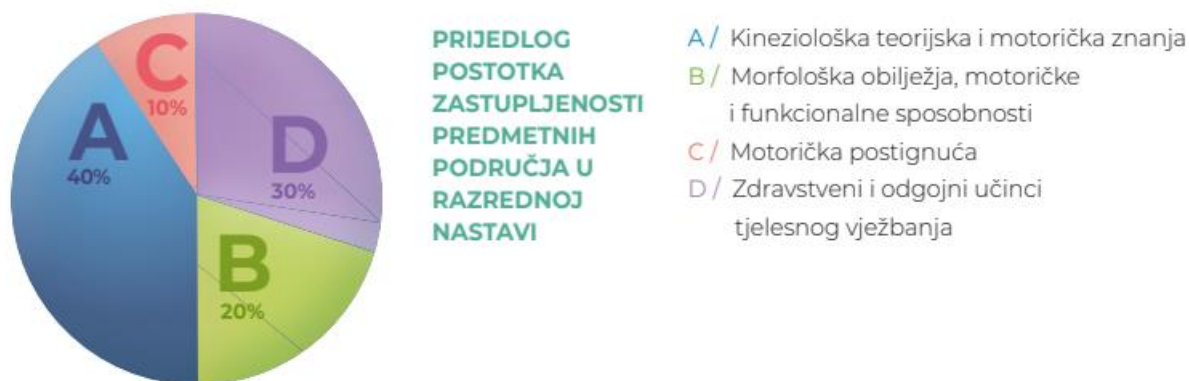 C
10%
A
40%
D
30%
B
20%
PRIJEDLOG
POSTOTKA
ZASTUPLJENOSTI
PREDMETNIH
PODRUČJA U
RAZREDNOJ
NASTAVI
A / Kineziološka teorijska i motorička znanja
B / Morfološka obilježja, motoričke
i funkcionalne sposobnosti
C / Motorička postignuća
D / Zdravstveni i odgojni učinci
tjelesnog vježbanja